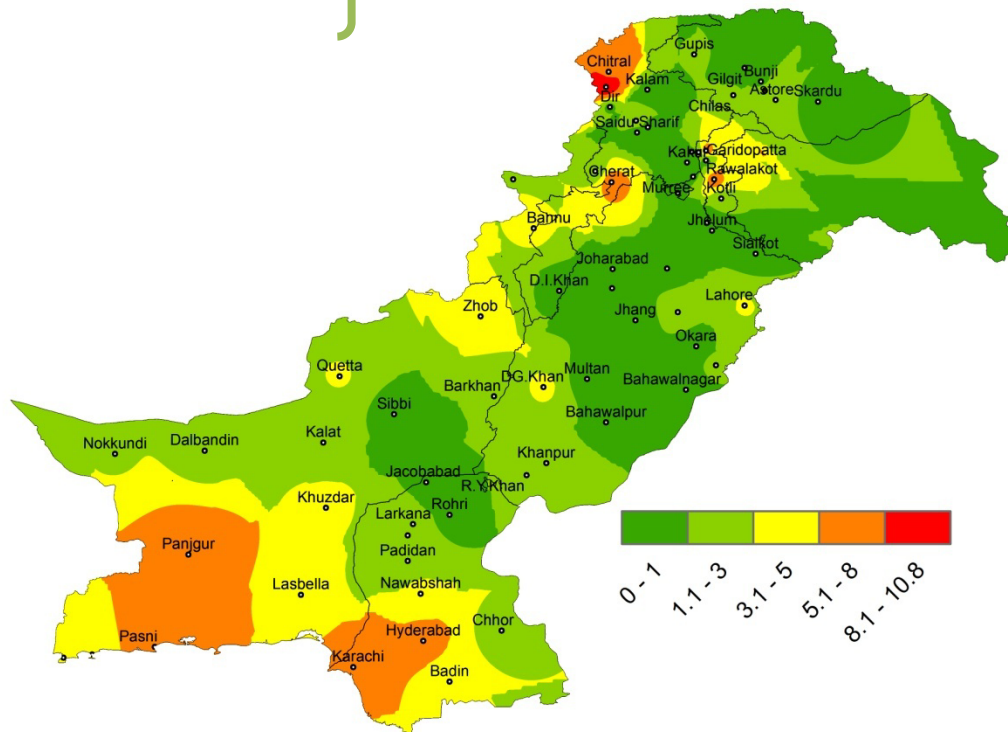 Chitral
Gupis
Kalam
Bunji
Gilgit
Dir
Astore
Skardu
Chilas
Saidu Sharif
Garidopatta
Rawalakot
Cherat
Murree
Kotli
Bannu
Jhelum
Sialkot
Joharabad
D.I.Khan
Zhob
Jhang
Lahore
Okara
Quetta
Multan
DG.Khan
Barkhan
Bahawalnagar
Sibbi
Bahawalpur
Kalat
Nokkundi
Dalbandin
Khanpur
Jacobabad
R.Y.Khan
Khuzdar
Rohri
Larkana
Panjgur
Padidan
Lasbella
Nawabshah
Pasni
Hyderabad
Chhor
Karachi
Badin
0 - 1
1.1 - 3
3.1 - 5
5.1 - 8
8.1 - 10.8